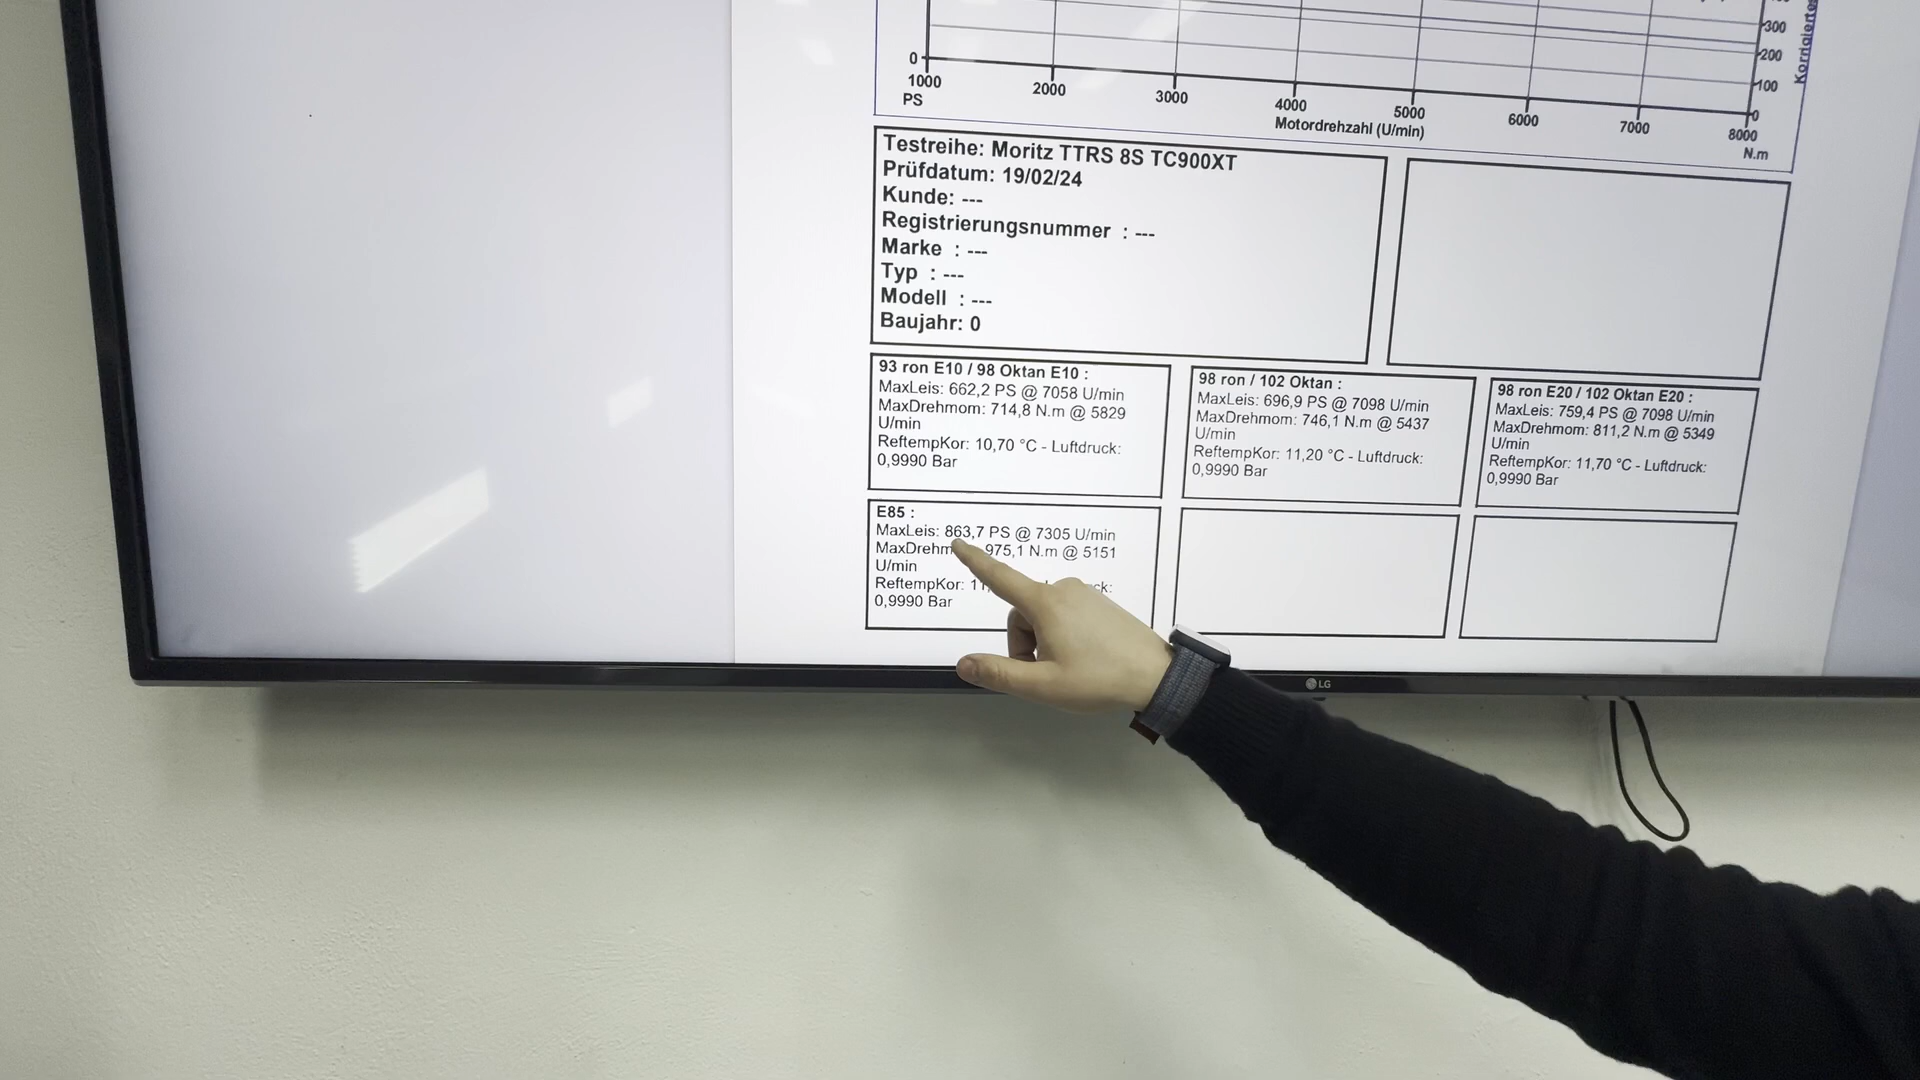 300
200
100
0
0
1000
2000
3000
4000
5000
6000
7000
8000
PS
Motordrehzahl (U/min)
N.m
Testreihe: Moritz TTRS 8S TC900XT
Prüfdatum: 19/02/24
Kunde: ---
Registrierungsnummer : ---
Marke : ---
Typ : ---
Modell : ---
Baujahr: 0
93 ron E10 / 98 Oktan E10 :
MaxLeis: 662,2 PS @ 7058 U/min
MaxDrehmom: 714,8 N.m @ 5829
U/min
ReftempKor: 10,70 °C - Luftdruck:
0,9990 Bar
98 ron / 102 Oktan :
MaxLeis: 696,9 PS @ 7098 U/min
MaxDrehmom: 746,1 N.m @ 5437
U/min
ReftempKor: 11,20 °C - Luftdruck:
0,9990 Bar
98 ron E20 / 102 Oktan E20 :
MaxLeis: 759,4 PS @ 7098 U/min
MaxDrehmom: 811,2 N.m @ 5349
U/min
ReftempKor: 11,70 °C - Luftdruck:
0,9990 Bar
E85 :
MaxLeis: 863,7 PS @ 7305 U/min
975,1 N.m @ 5151
U/min
ReftempKor:
0,9990 Bar
LG